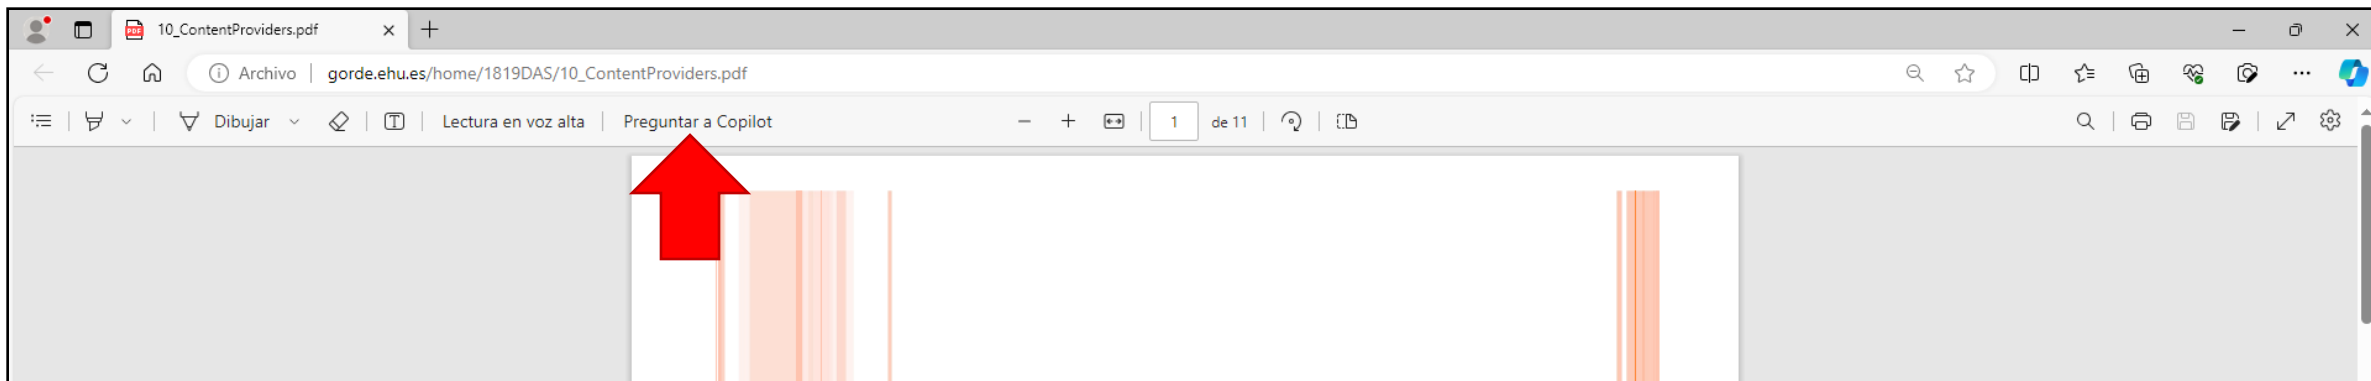 10_ContentProviders.pdf
Archivo | gorde.ehu.es/home/1819DAS/10_ContentProviders.pdf
Dibujar | Lectura en voz alta | Preguntar a Copilot 1 de 11